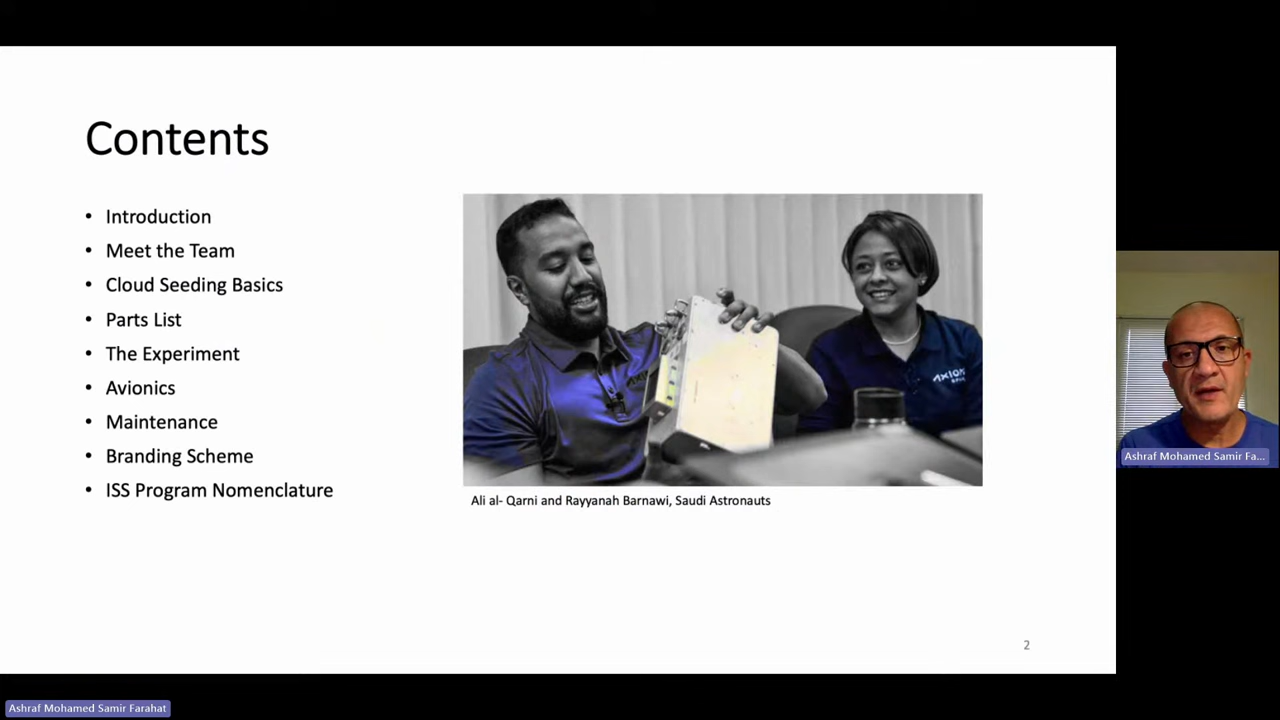 Contents
• Introduction
• Meet the Team
• Cloud Seeding Basics
• Parts List
• The Experiment
• Avionics
• Maintenance
• Branding Scheme
• ISS Program Nomenclature
AXIOM
Ali al- Qarni and Rayyanah Barnawi, Saudi Astronauts
2
Ashraf Mohamed Samir Fa...
Ashraf Mohamed Samir Farahat